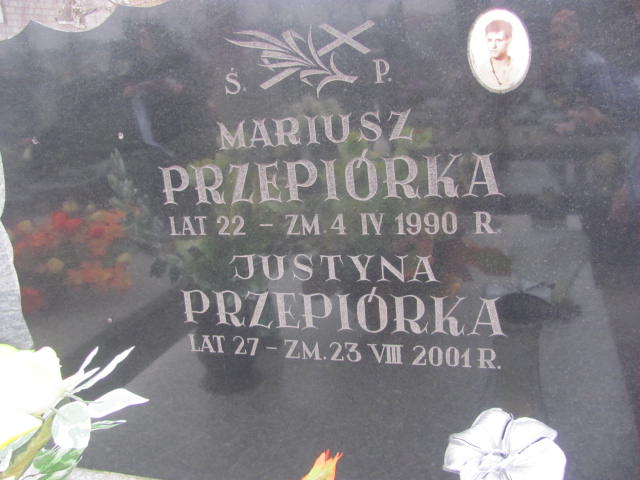 Ś. P.
MARIUSZ
PRZEPIÓRKA
LAT 22 – ZM. 4 IV 1990 R.
JUSTYNA
PRZEPIÓRKA
LAT 27 – ZM. 23 VIII 2001 R.